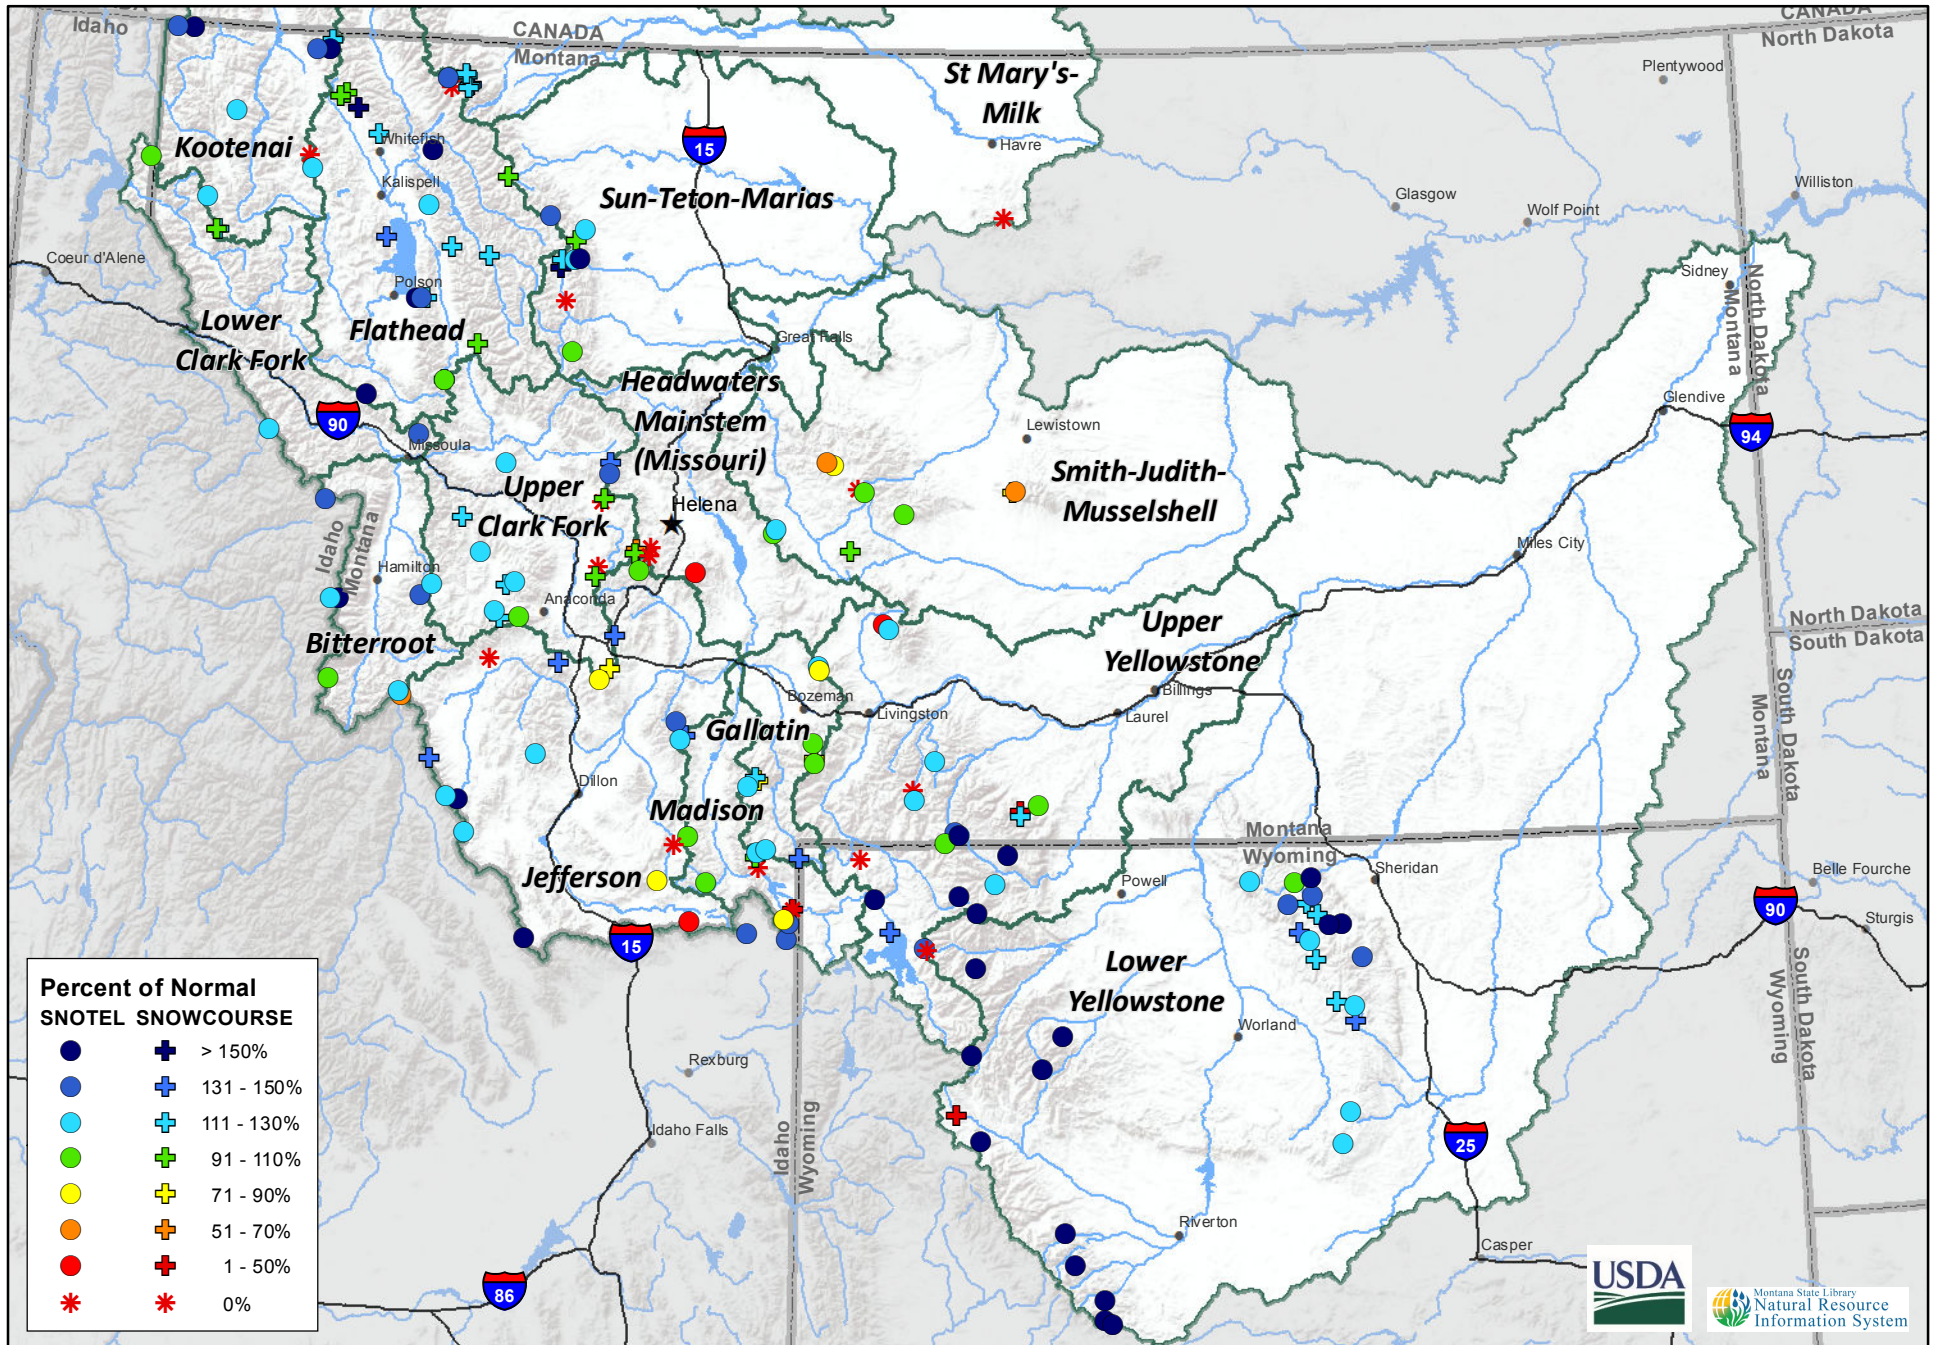 CANADA
Idaho
CANADA
Montana
CANADA
North Dakota
St Mary's-
Milk
Plentywood
Havre
15
Kootenai
Whitefish
Kalispell
Sun-Teton-Marias
Glasgow
Wolf Point
Williston
Coeur d'Alene
Polson
Sidney
Montana
North Dakota
Lower
Clark Fork
Flathead
Great Falls
Headwaters
Mainstem
(Missouri)
90
Missoula
Lewistown
Glendive
94
Smith-Judith-
Musselshell
Upper
Clark Fork
Helena
Idaho
Montana
Hamilton
Miles City
Anaconda
Bitterroot
Upper
Yellowstone
North Dakota
South Dakota
Bozeman
Livingston
Billings
Laurel
Gallatin
Montana
South Dakota
Dillon
Madison
Montana
Wyoming
Jefferson
Powell
Sheridan
Belle Fourche
90
Sturgis
15
Lower
Yellowstone
Worland
South Dakota
Wyoming
Percent of Normal
SNOTEL SNOWCOURSE
> 150%
131 - 150%
111 - 130%
91 - 110%
71 - 90%
51 - 70%
1 - 50%
0%
Rexburg
Idaho Falls
Idaho
Wyoming
25
Riverton
Casper
86
USDA
Montana State Library
Natural Resource
Information System